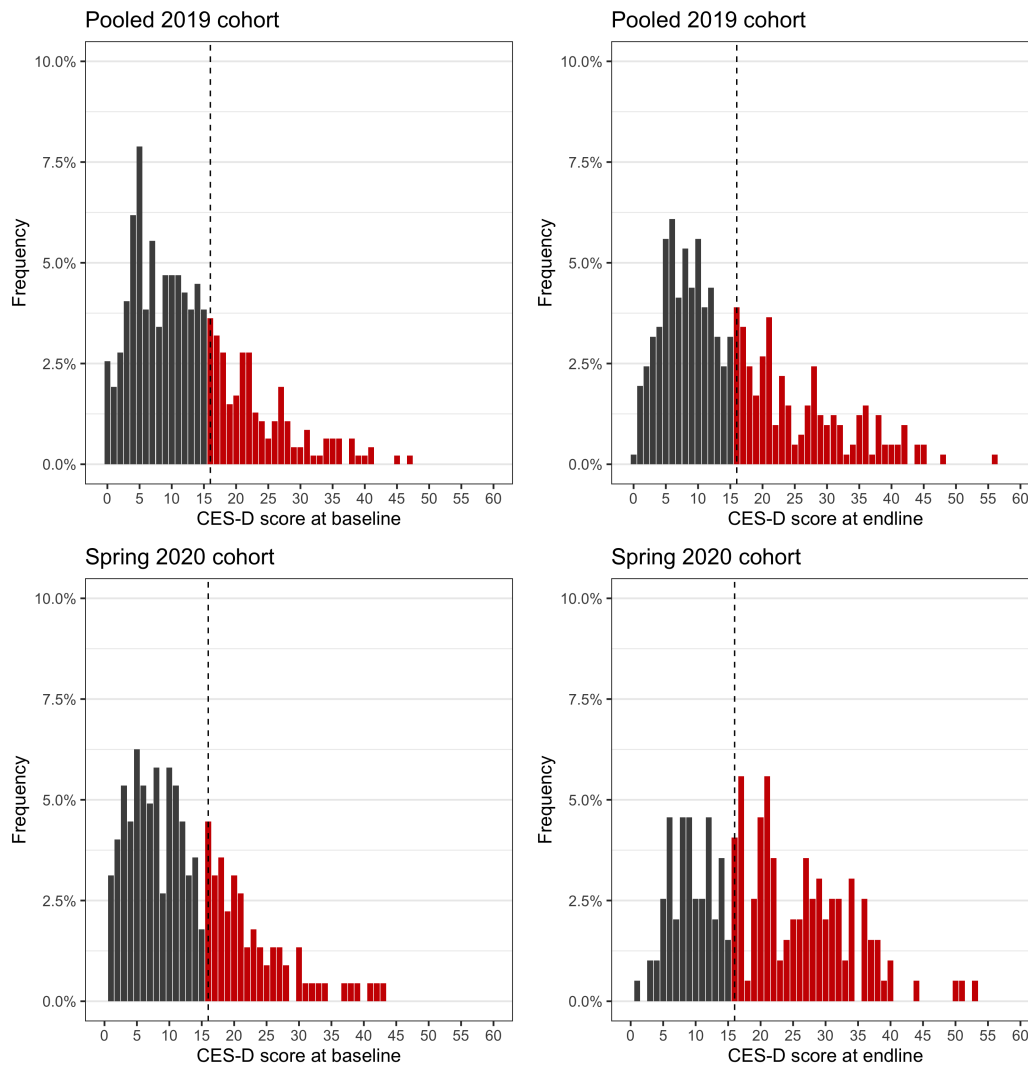 Pooled 2019 cohort
10.0%
7.5%
5.0%
2.5%
0.0%
Frequency
0 5 10 15 20 25 30 35 40 45 50 55 60
CES-D score at baseline
Pooled 2019 cohort
10.0%
7.5%
5.0%
2.5%
0.0%
Frequency
0 5 10 15 20 25 30 35 40 45 50 55 60
CES-D score at endline
Spring 2020 cohort
10.0%
7.5%
5.0%
2.5%
0.0%
Frequency
0 5 10 15 20 25 30 35 40 45 50 55 60
CES-D score at baseline
Spring 2020 cohort
10.0%
7.5%
5.0%
2.5%
0.0%
Frequency
0 5 10 15 20 25 30 35 40 45 50 55 60
CES-D score at endline